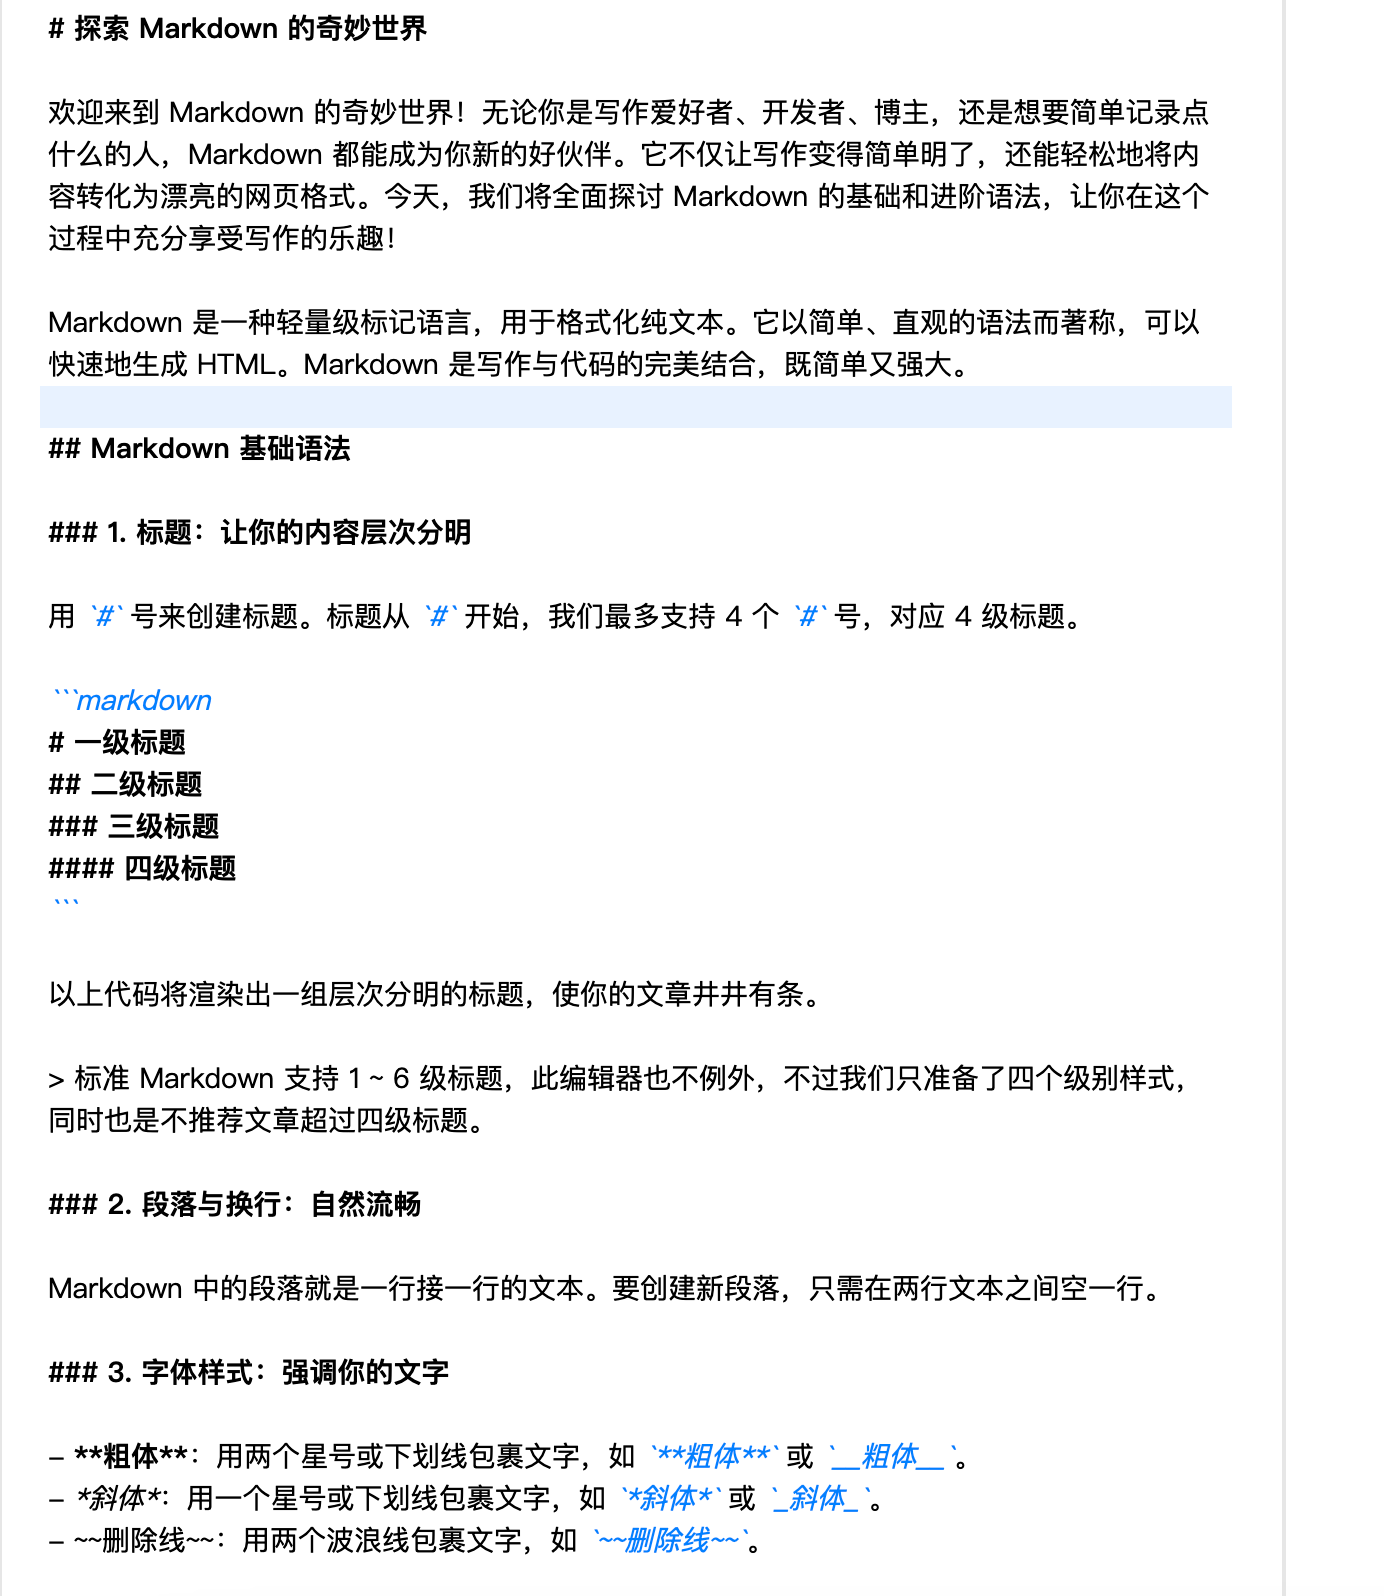 # 探索 Markdown 的奇妙世界
欢迎来到 Markdown 的奇妙世界！无论你是写作爱好者、开发者、博主，还是想要简单记录点
什么的人，Markdown 都能成为你新的好伙伴。它不仅让写作变得简单明了，还能轻松地将内
容转化为漂亮的网页格式。今天，我们将全面探讨 Markdown 的基础和进阶语法，让你在这个
过程中充分享受写作的乐趣！
Markdown 是一种轻量级标记语言，用于格式化纯文本。它以简单、直观的语法而著称，可以
快速地生成 HTML。Markdown 是写作与代码的完美结合，既简单又强大。
## Markdown 基础语法
### 1. 标题：让你的内容层次分明
用 `#` 号来创建标题。标题从 `#` 开始，我们最多支持 4 个 `#` 号，对应 4 级标题。
```markdown
# 一级标题
## 二级标题
### 三级标题
#### 四级标题
```
以上代码将渲染出一组层次分明的标题，使你的文章井井有条。
> 标准 Markdown 支持 1 ~ 6 级标题，此编辑器也不例外，不过我们只准备了四个级别样式，
同时也是不推荐文章超过四级标题。
### 2. 段落与换行：自然流畅
Markdown 中的段落就是一行接一行的文本。要创建新段落，只需在两行文本之间空一行。
### 3. 字体样式：强调你的文字
- **粗体**：用两个星号或下划线包裹文字，如 `**粗体**` 或 `__粗体__`。
- *斜体*：用一个星号或下划线包裹文字，如 `*斜体*` 或 `_斜体_`。
- ~~删除线~~：用两个波浪线包裹文字，如 `~~删除线~~`。